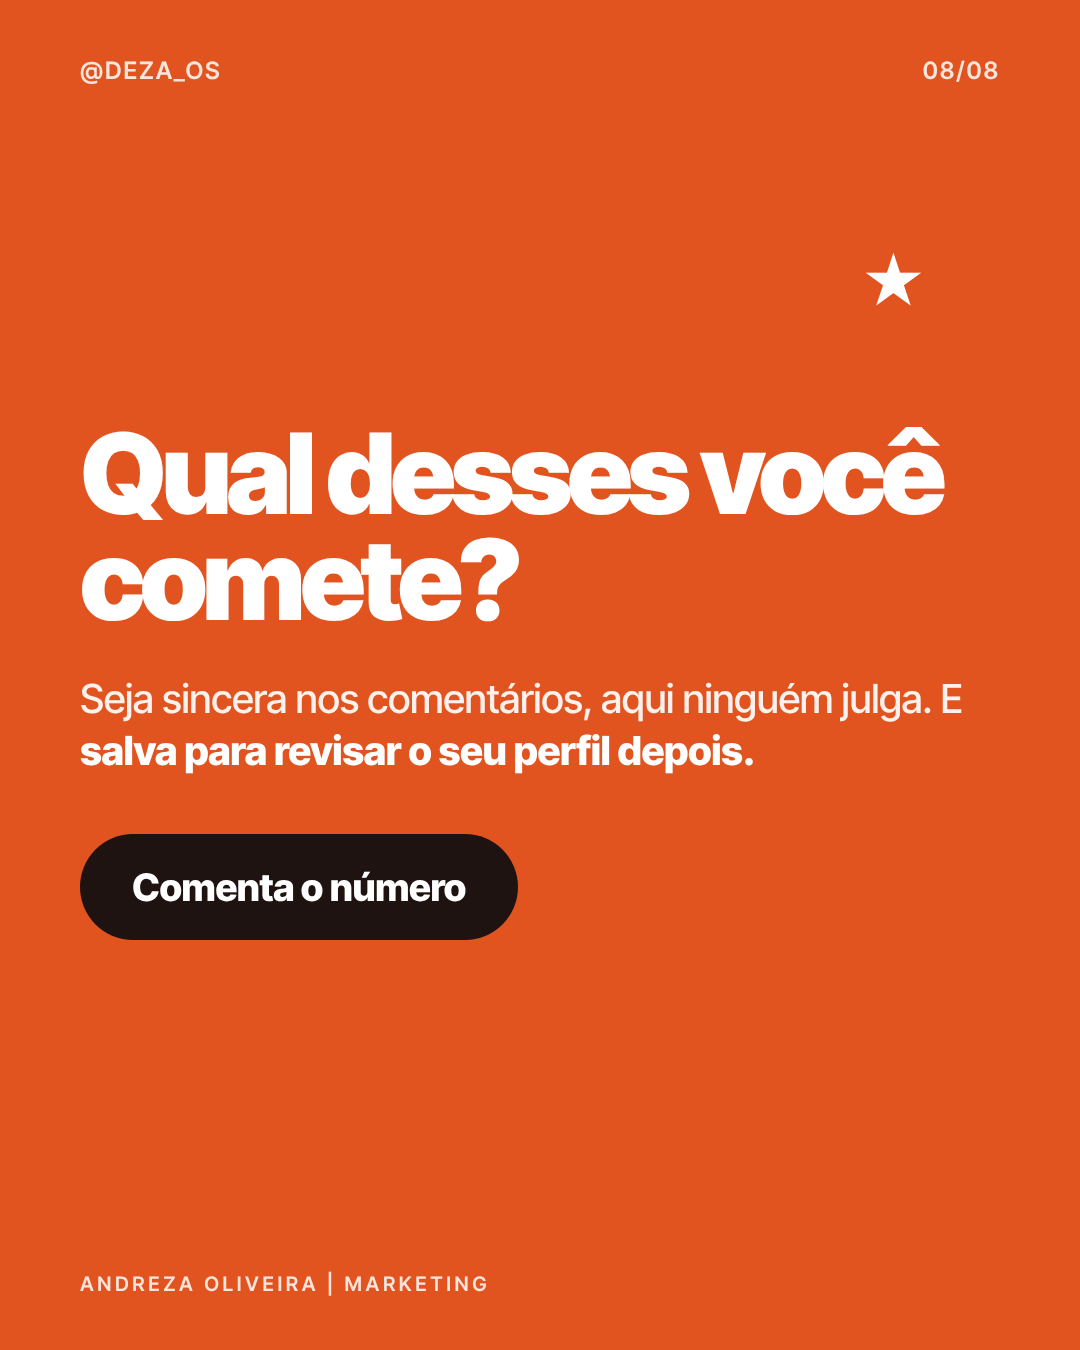 @DEZA_OS
08/08
Qual desses você
comete?
Seja sincera nos comentários, aqui ninguém julga. E
salva para revisar o seu perfil depois.
Comenta o número
ANDREZA OLIVEIRA | MARKETING